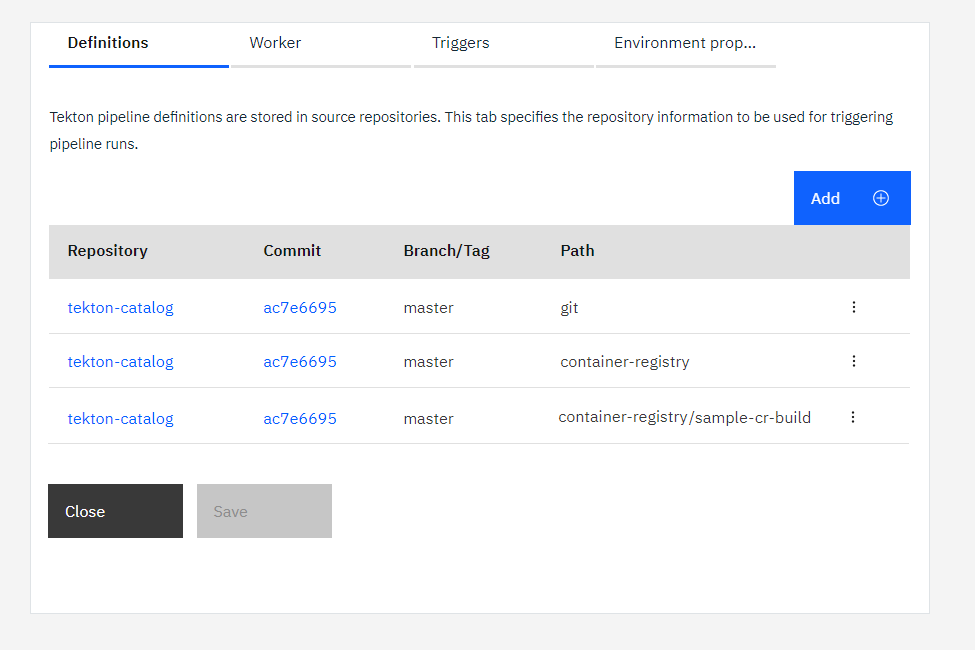 Definitions Worker Triggers Environment prop...
Tekton pipeline definitions are stored in source repositories. This tab specifies the repository information to be used for triggering
pipeline runs.
Add
Repository Commit Branch/Tag Path
tekton-catalog ac7e6695 master git
tekton-catalog ac7e6695 master container-registry
tekton-catalog ac7e6695 master container-registry/sample-cr-build
Close Save